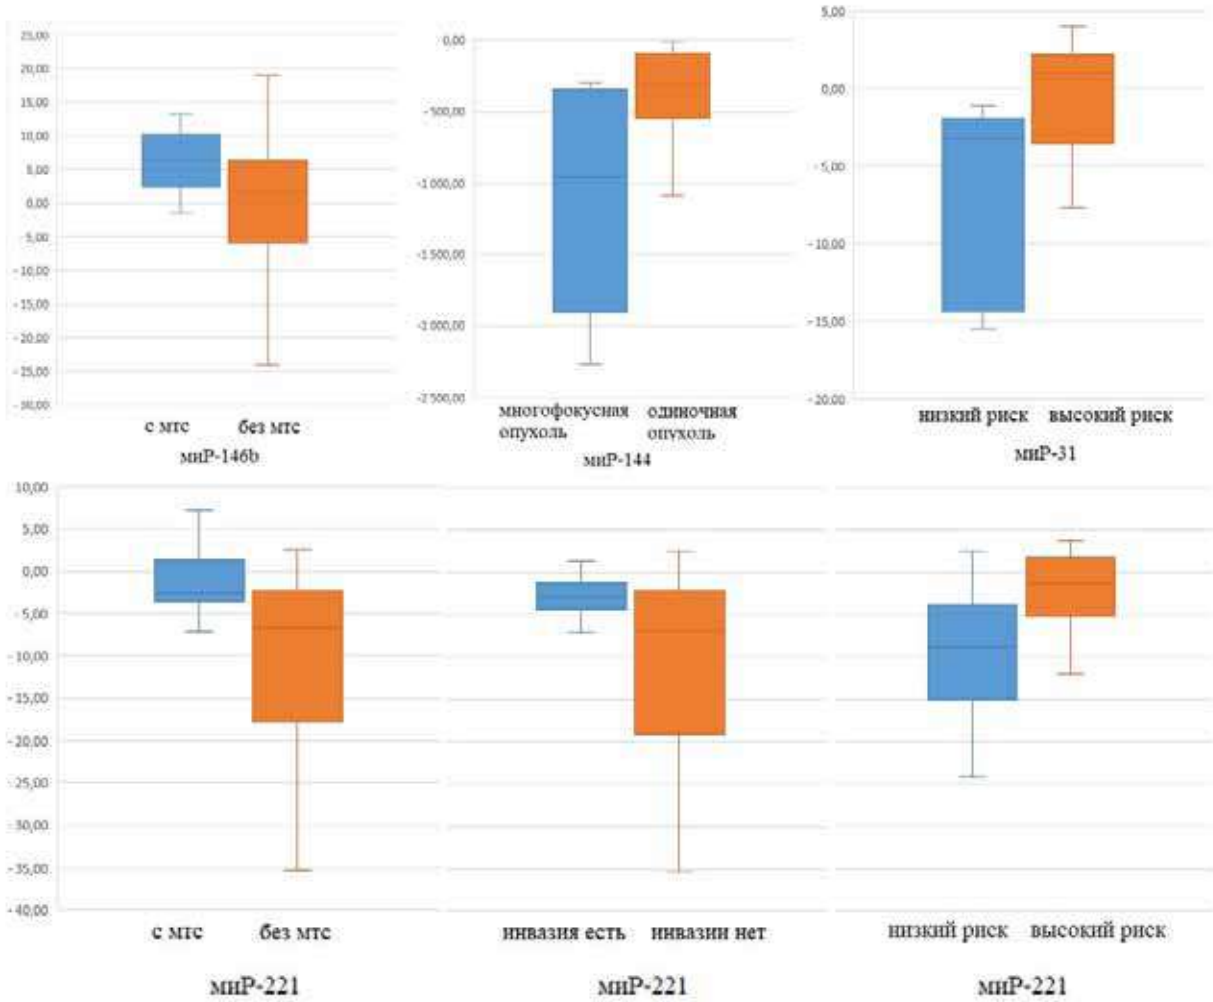 25,00
20,00
15,00
10,00
5,00
0,00
- 5,00
- 10,00
- 15,00
- 20,00
- 25,00
- 30,00
с мтс без мтс
миР-146b
0,00
- 500,00
-1 000,00
-1 500,00
-2 000,00
-2 500,00
многофокусная одиночная
опухоль опухоль
миР-144
5,00
0,00
- 5,00
- 10,00
- 15,00
- 20,00
низкий риск высокий риск
миР-31
10,00
5,00
0,00
- 5,00
- 10,00
- 15,00
- 20,00
- 25,00
- 30,00
- 35,00
- 40,00
с мтс без мтс
миР-221
инвазия есть инвазии нет
миР-221
низкий риск высокий риск
миР-221